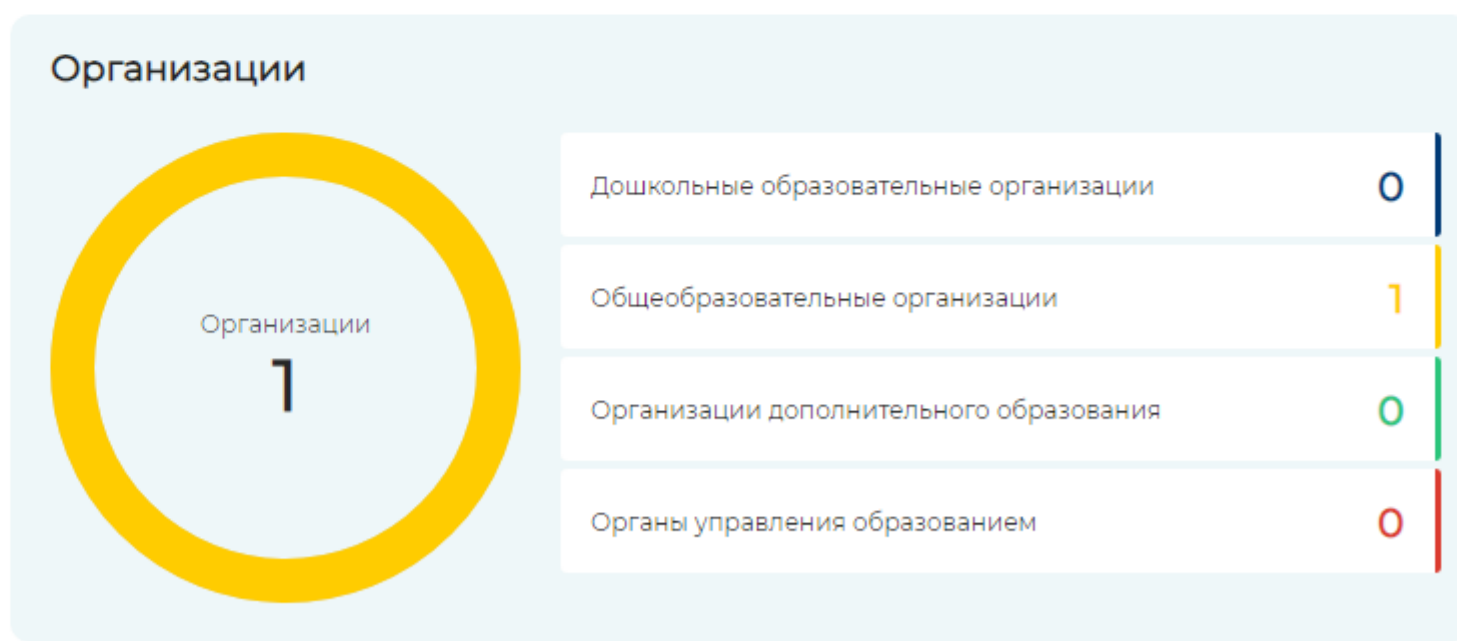 Организации
Организации
1
Дошкольные образовательные организации 0
Общеобразовательные организации 1
Организации дополнительного образования 0
Органы управления образованием 0